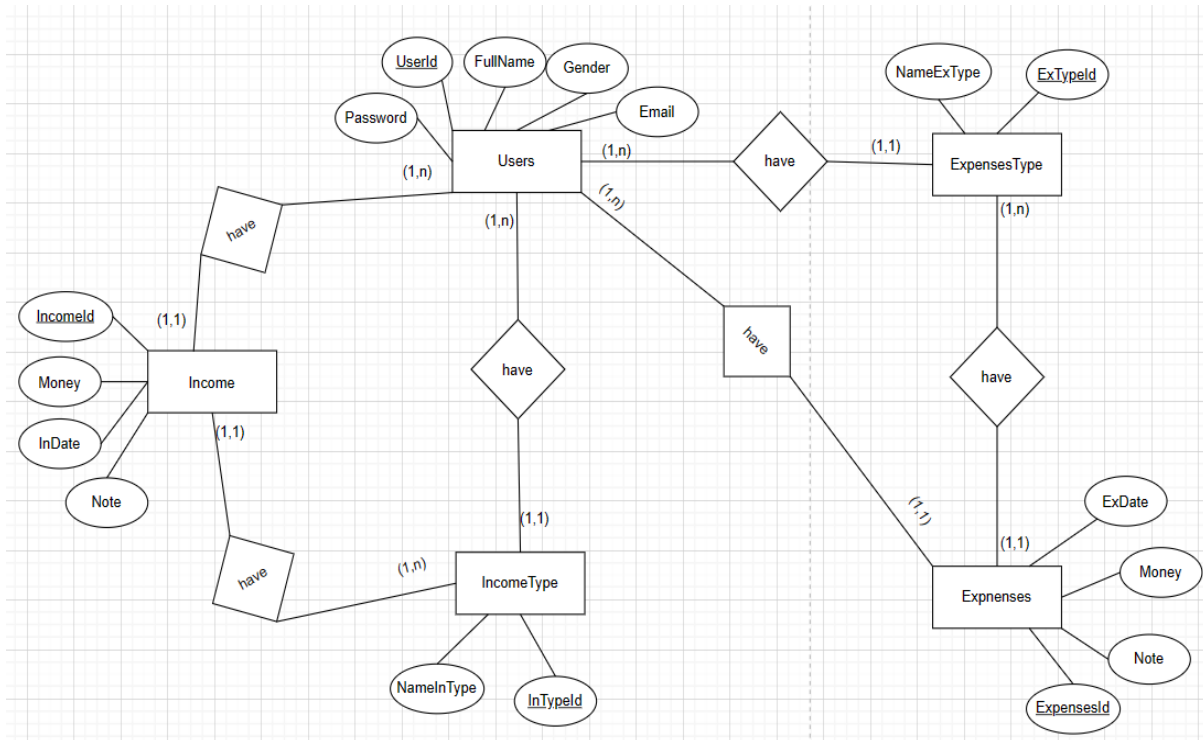 UserId
FullName
Gender
NameExType
ExTypeId
Password
Email
Users
(1,n)
have
(1,1)
ExpensesType
(1,n)
(1,n)
(1,n)
(1,n)
have
IncomeId
(1,1)
have
have
have
Money
Income
InDate
(1,1)
Note
(1,1)
(1,1)
ExDate
(1,1)
have
(1,n)
IncomeType
Money
Expnenses
NameInType
InTypeId
Note
ExpensesId